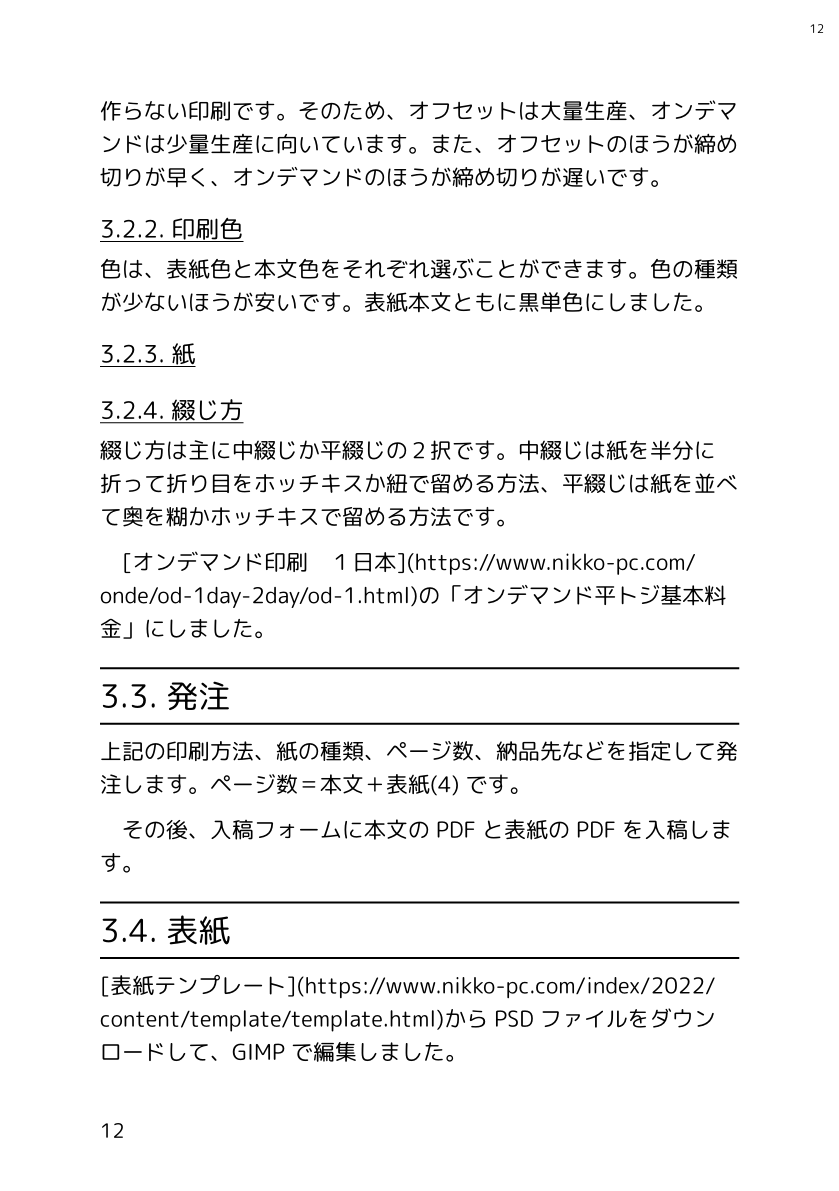 12
作らない印刷です。そのため、オフセットは大量生産、オンデマ
ンドは少量生産に向いています。また、オフセットのほうが締め
切りが早く、オンデマンドのほうが締め切りが遅いです。
3.2.2. 印刷色
色は、表紙色と本文色をそれぞれ選ぶことができます。色の種類
が少ないほうが安いです。表紙本文ともに黒単色にしました。
3.2.3. 紙
3.2.4. 綴じ方
綴じ方は主に中綴じか平綴じの２択です。中綴じは紙を半分に
折って折り目をホッチキスか紐で留める方法、平綴じは紙を並べ
て奥を糊かホッチキスで留める方法です。
　[オンデマンド印刷　１日本](https://www.nikko-pc.com/
onde/od-1day-2day/od-1.html)の「オンデマンド平トジ基本料
金」にしました。
3.3. 発注
上記の印刷方法、紙の種類、ページ数、納品先などを指定して発
注します。ページ数＝本文＋表紙(4) です。
　その後、入稿フォームに本文の PDF と表紙の PDF を入稿しま
す。
3.4. 表紙
[表紙テンプレート](https://www.nikko-pc.com/index/2022/
content/template/template.html)から PSD ファイルをダウン
ロードして、GIMP で編集しました。
12